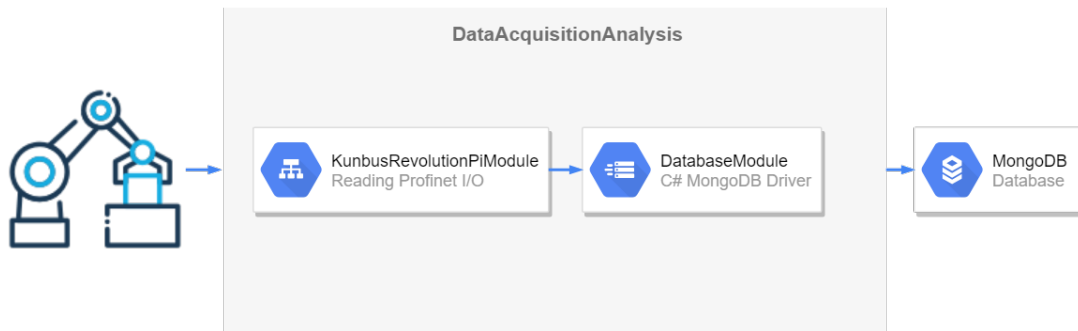 DataAcquisitionAnalysis
KunbusRevolutionPiModule
Reading Profinet I/O
DatabaseModule
C# MongoDB Driver
MongoDB
Database